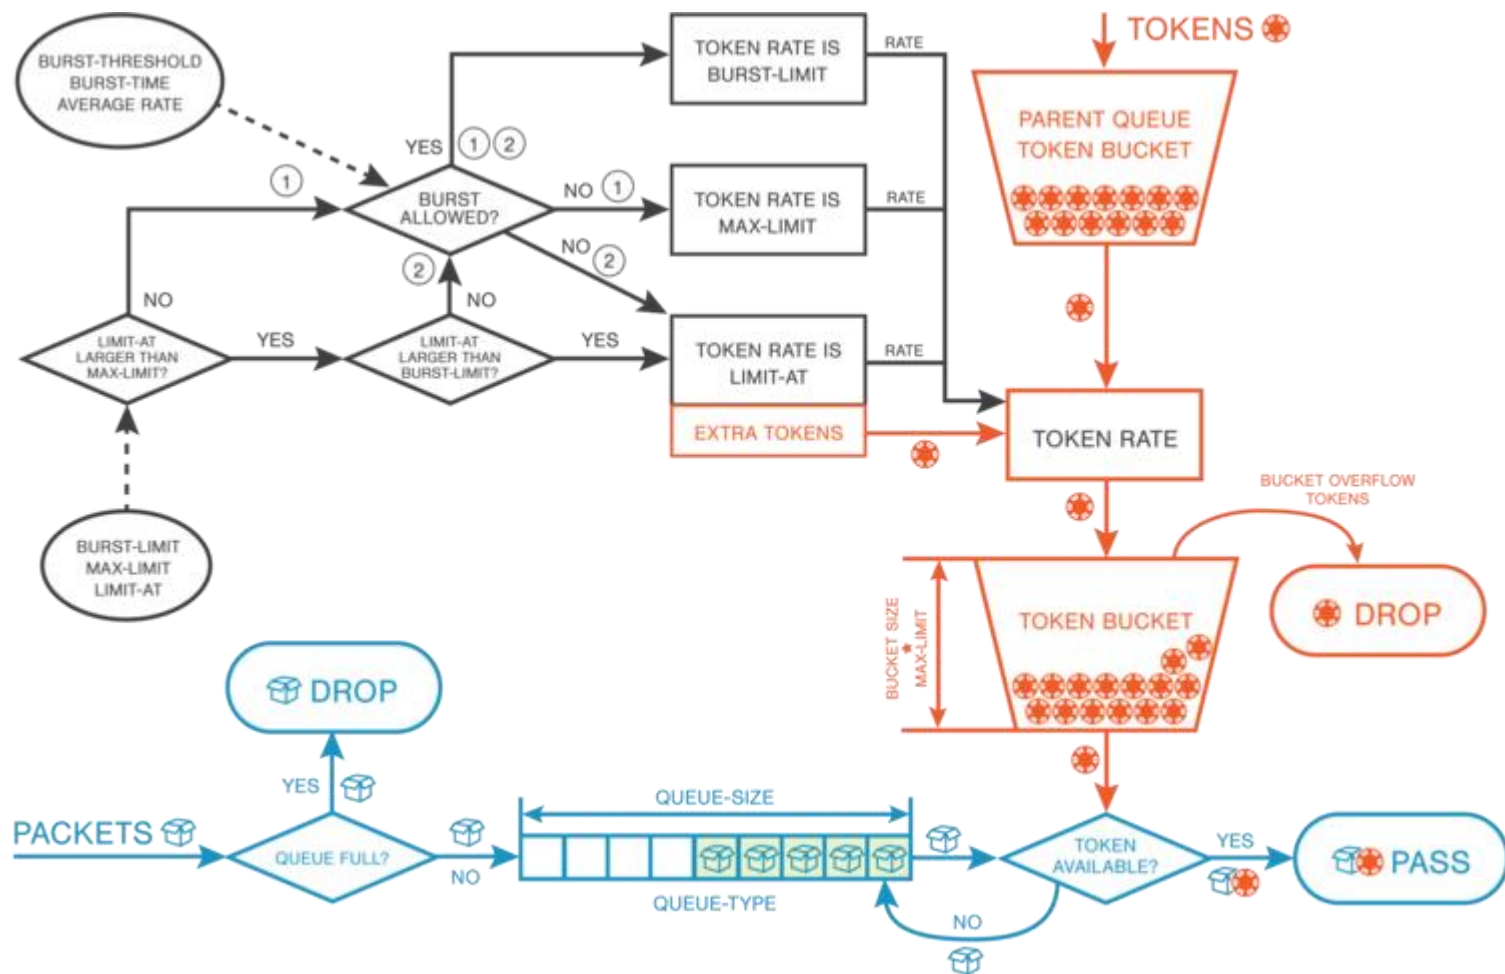 TOKENS
BURST-THRESHOLD
BURST-TIME
AVERAGE RATE
TOKEN RATE IS
BURST-LIMIT
RATE
PARENT QUEUE
TOKEN BUCKET
YES
1
2
1
BURST
ALLOWED?
NO
1
TOKEN RATE IS
MAX-LIMIT
RATE
NO
2
2
NO
NO
LIMIT-AT
LARGER THAN
MAX-LIMIT?
YES
LIMIT-AT
LARGER THAN
BURST-LIMIT?
YES
TOKEN RATE IS
LIMIT-AT
RATE
EXTRA TOKENS
TOKEN RATE
BUCKET OVERFLOW
TOKENS
BURST-LIMIT
MAX-LIMIT
LIMIT-AT
BUCKET SIZE
*
MAX-LIMIT
TOKEN BUCKET
DROP
DROP
YES
PACKETS
QUEUE FULL?
NO
QUEUE-SIZE
QUEUE-TYPE
TOKEN
AVAILABLE?
YES
PASS
NO